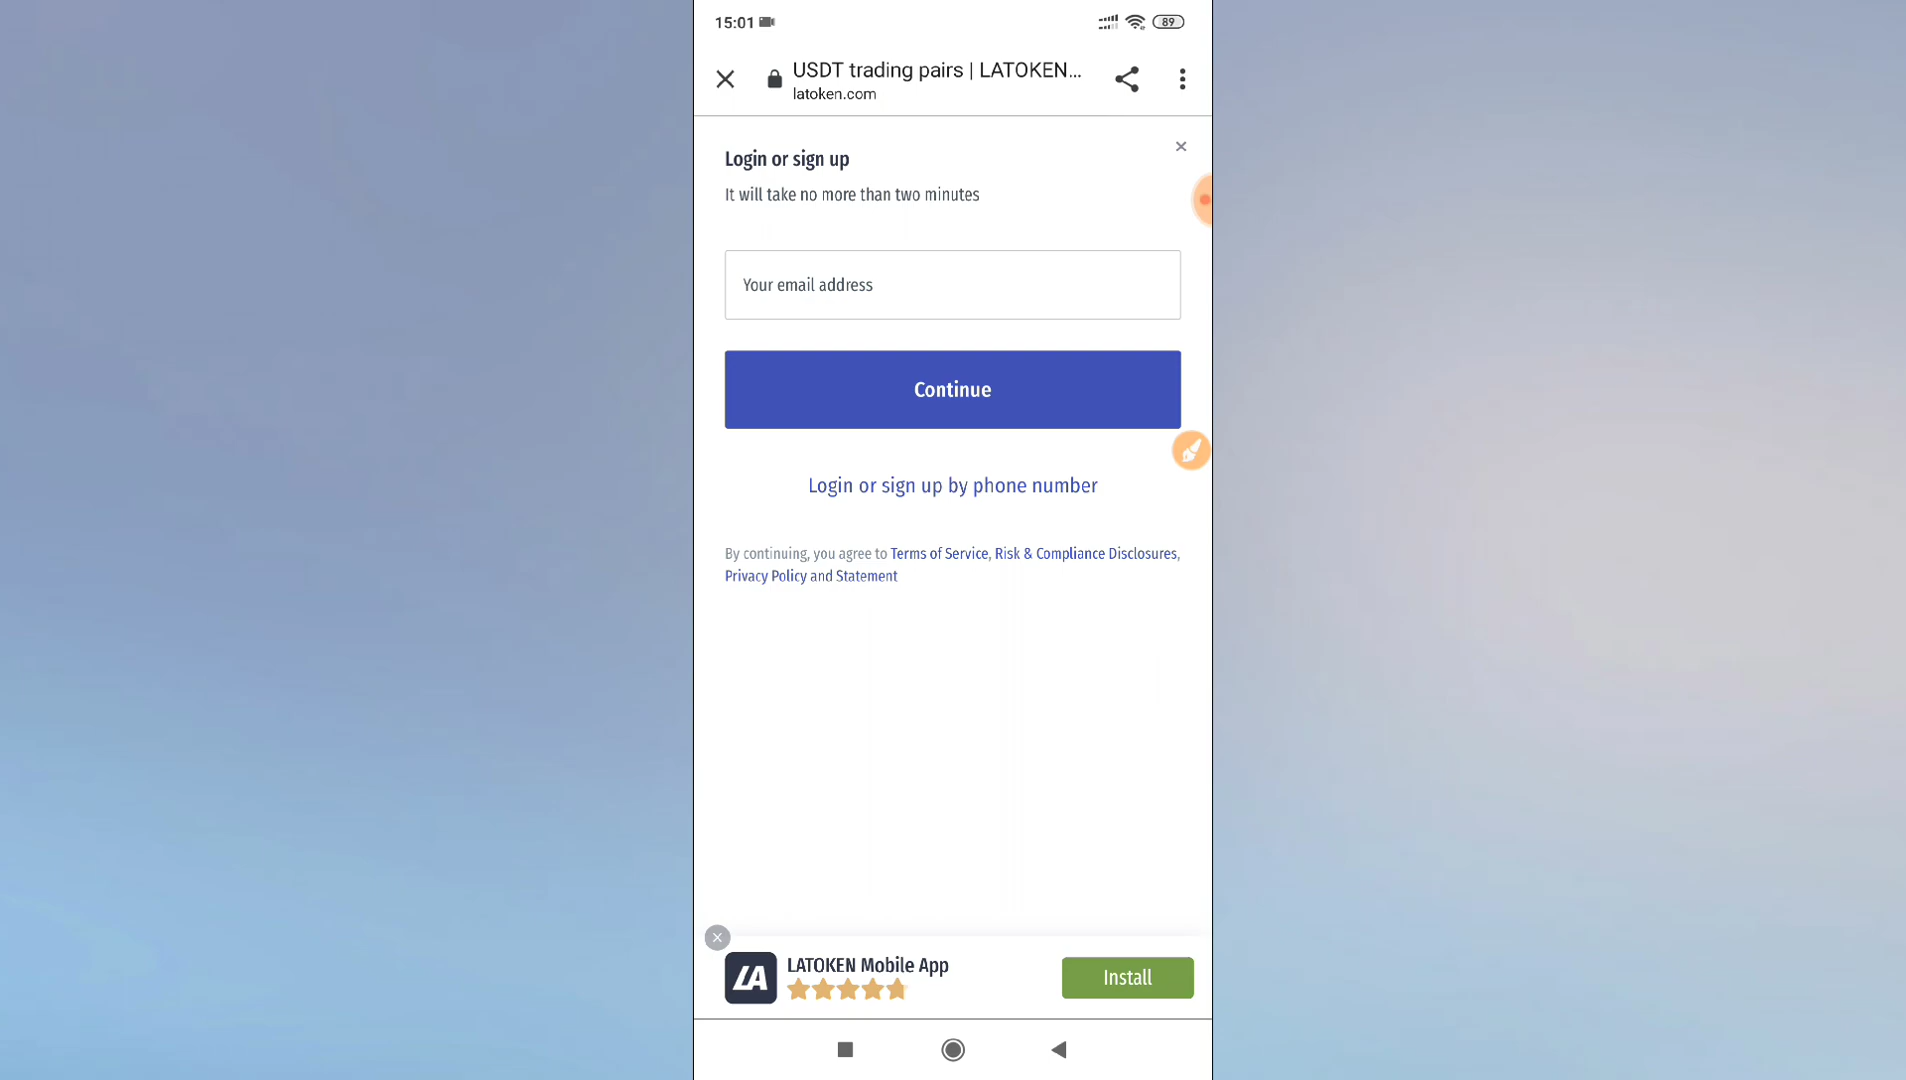 15:01
89
USDT trading pairs | LATOKEN...
latoken.com
Login or sign up
It will take no more than two minutes
Your email address
Continue
Login or sign up by phone number
By continuing, you agree to Terms of Service, Risk & Compliance Disclosures,
Privacy Policy and Statement
LA
LATOKEN Mobile App
Install